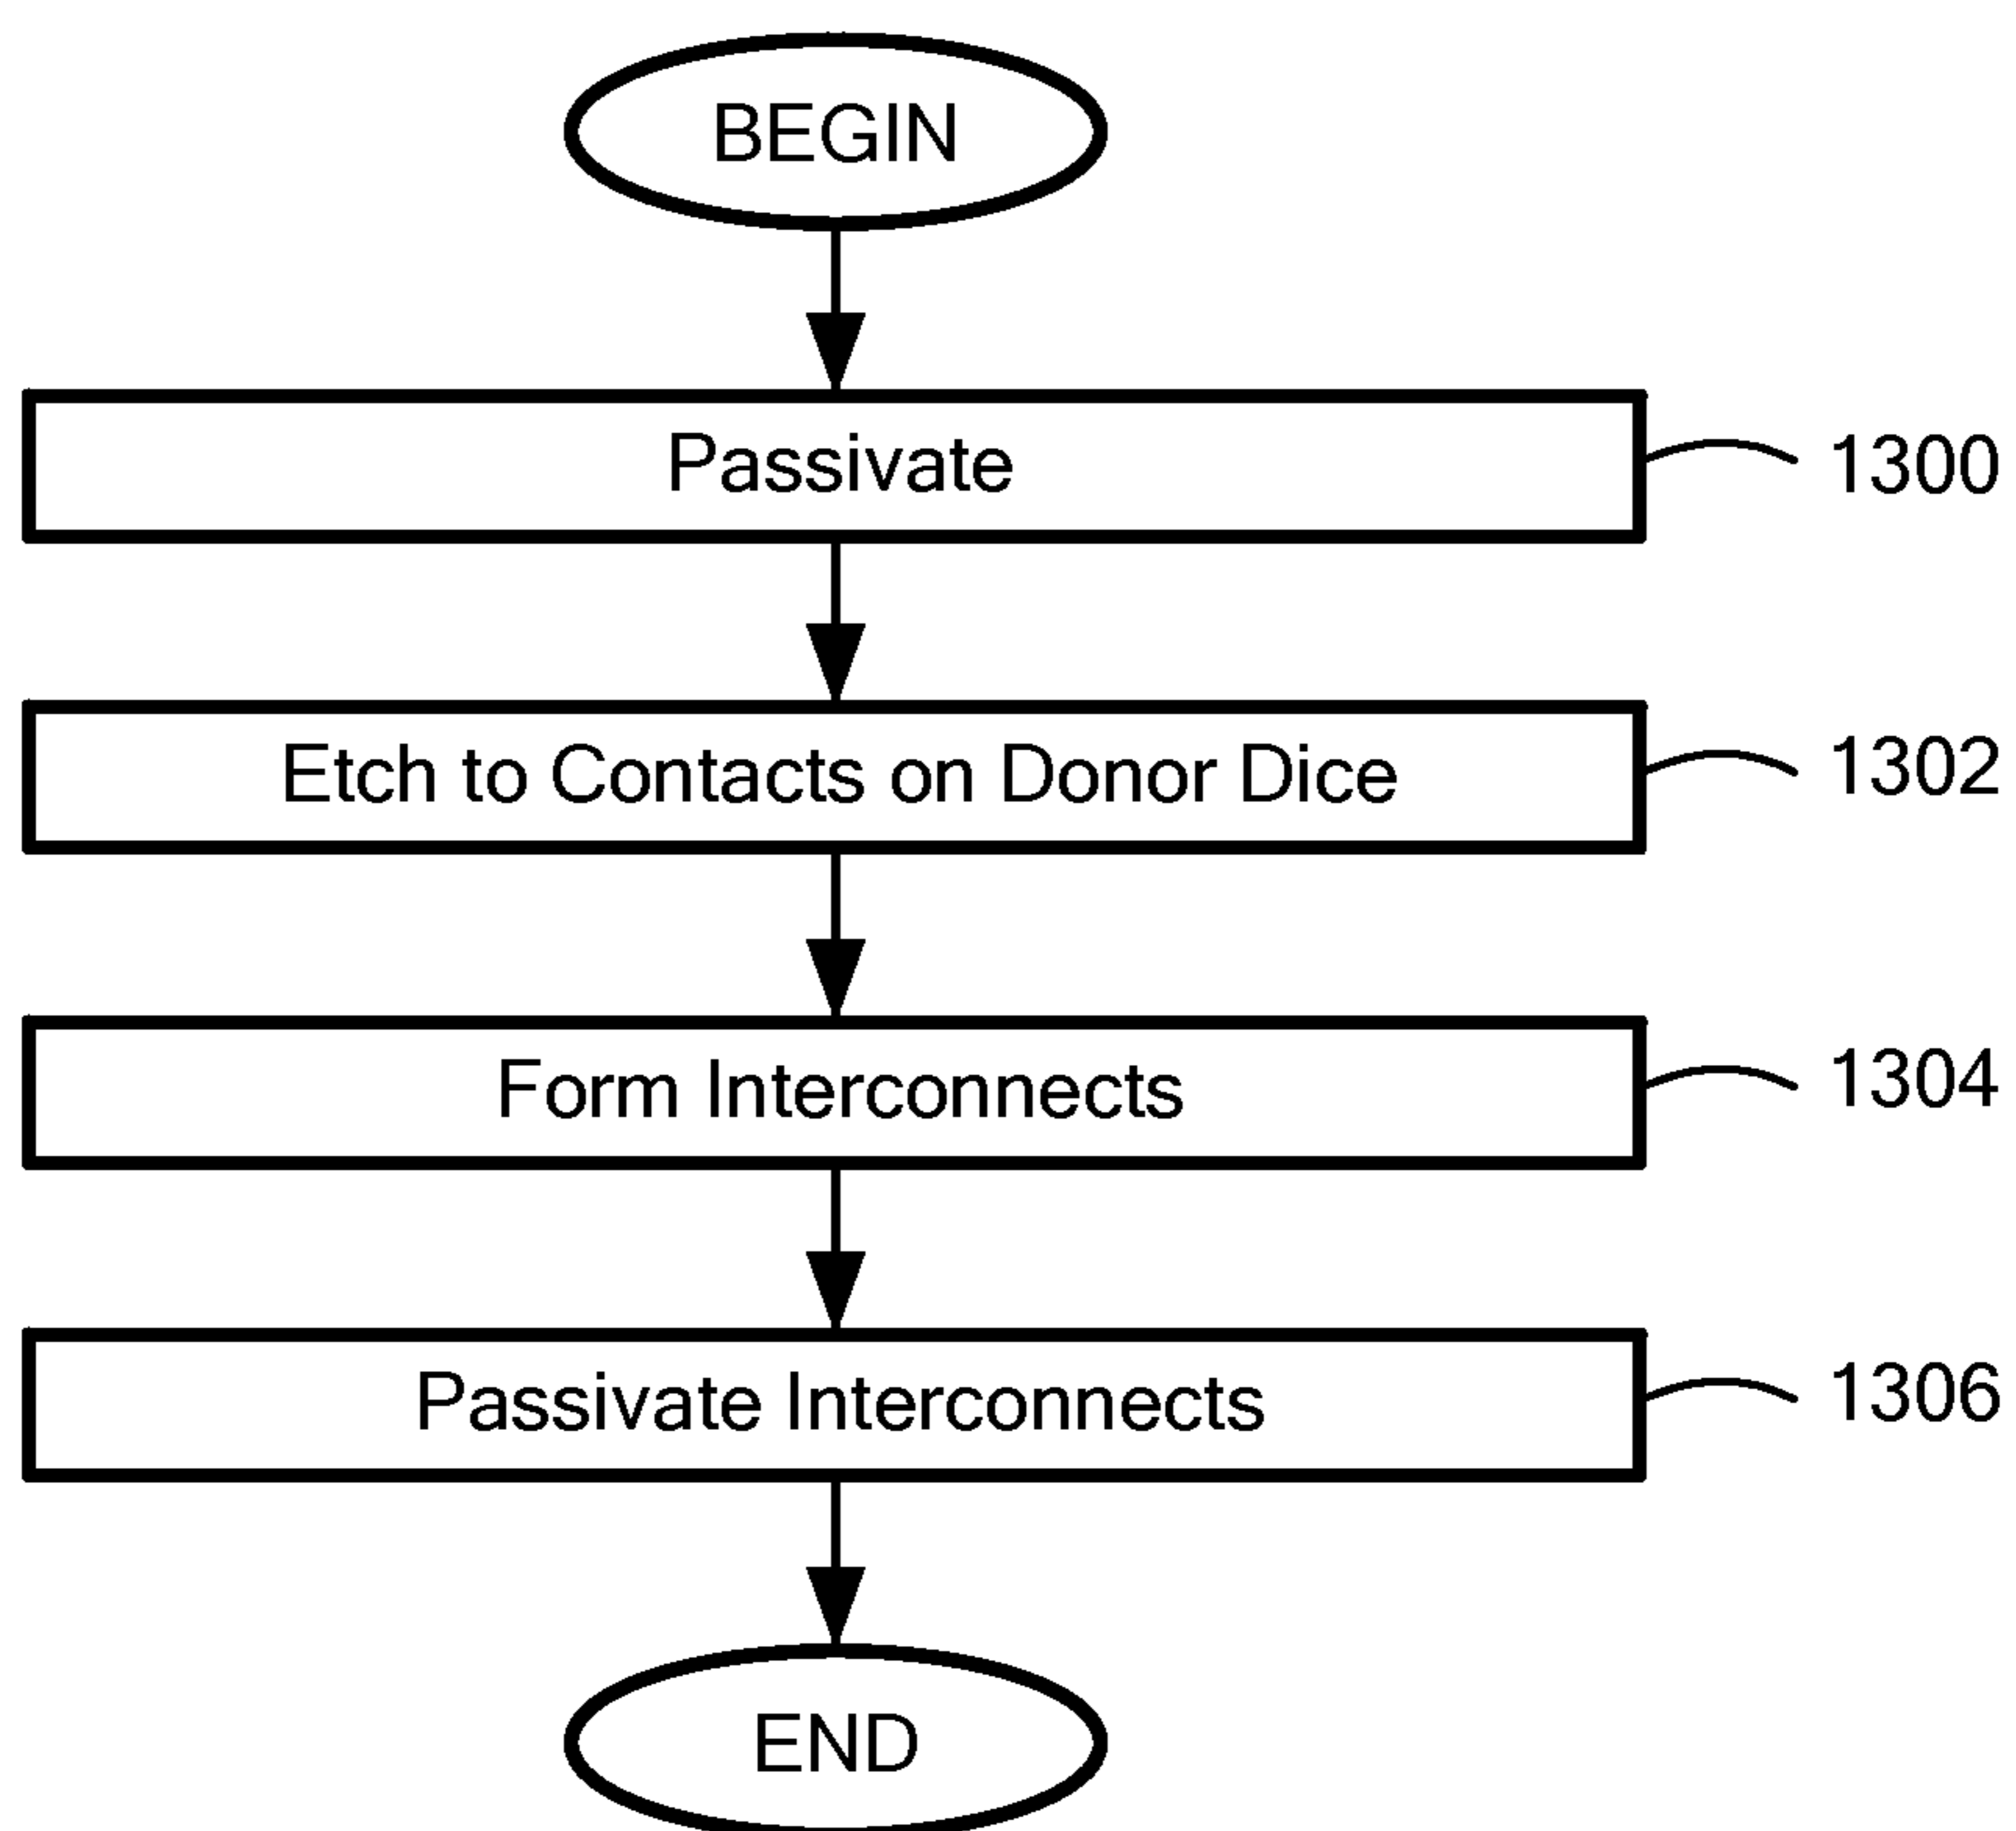 BEGIN
Passivate 1300
Etch to Contacts on Donor Dice 1302
Form Interconnects 1304
Passivate Interconnects 1306
END